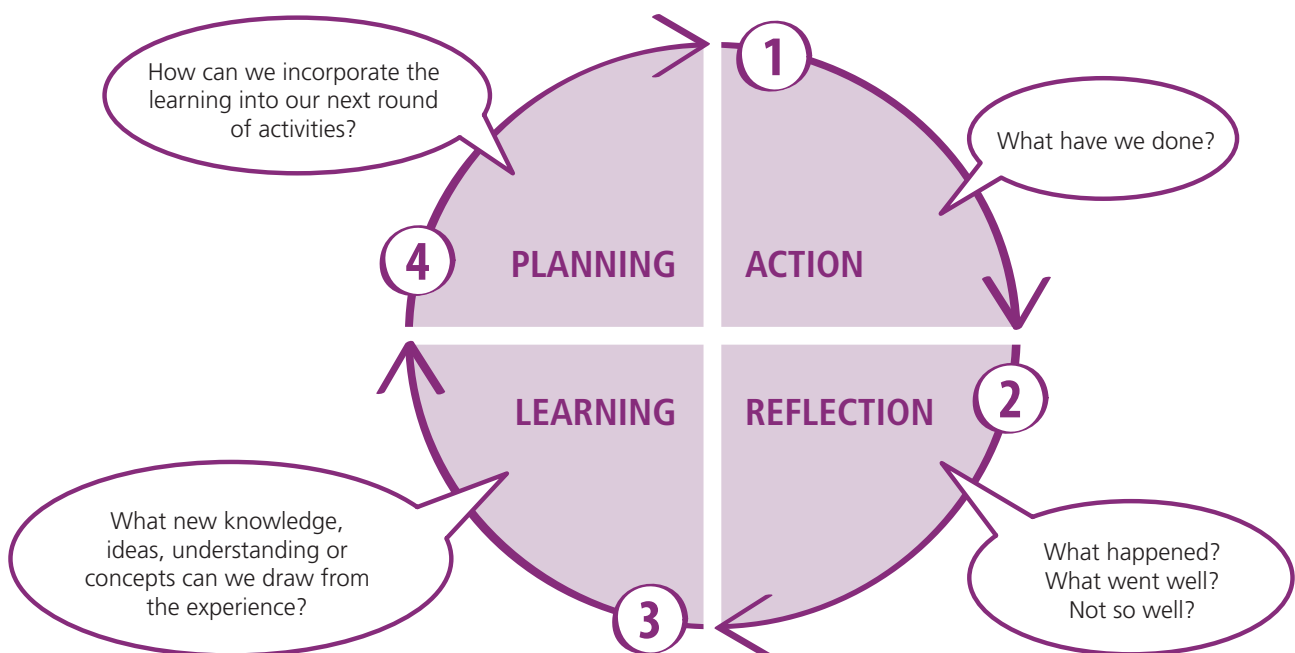 1
ACTION
What have we done?
2
REFLECTION
What happened?
What went well?
Not so well?
3
LEARNING
What new knowledge,
ideas, understanding or
concepts can we draw from
the experience?
4
PLANNING
How can we incorporate the
learning into our next round
of activities?